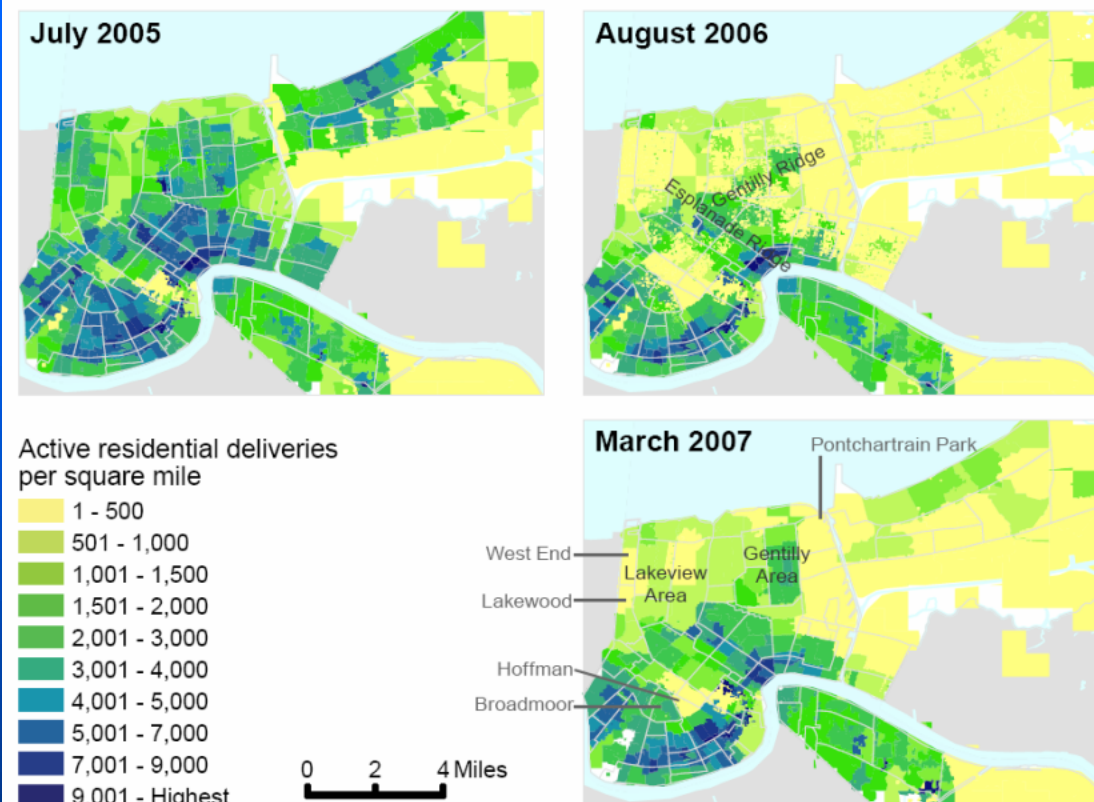 July 2005
August 2006
Gentilly Ridge
Esplanade Ridge
Active residential deliveries
per square mile
1 - 500
501 - 1,000
1,001 - 1,500
1,501 - 2,000
2,001 - 3,000
3,001 - 4,000
4,001 - 5,000
5,001 - 7,000
7,001 - 9,000
9,001 - Highest
0 2 4 Miles
March 2007
Pontchartrain Park
West End
Lakeview
Area
Gentilly
Area
Lakewood
Hoffman
Broadmoor